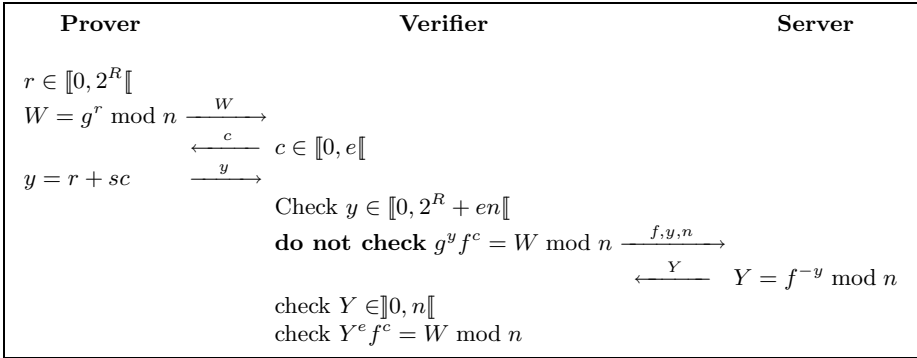 Prover Verifier Server
r ∈ ⟦0, 2^R⟦
W = g^r mod n —W→
←c— c ∈ ⟦0, e⟦
y = r + sc —y→
Check y ∈ ⟦0, 2^R + en⟦
do not check g^y f^c = W mod n —f,y,n→
←Y— Y = f^{−y} mod n
check Y ∈⟧0, n⟦
check Y^e f^c = W mod n